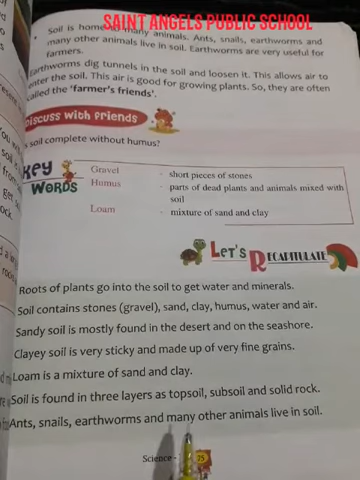 SAINT ANGELS PUBLIC SCHOOL
Soil is home to many animals. Ants, snails, earthworms and
many other animals live in soil. Earthworms are very useful for
farmers.
Earthworms dig tunnels in the soil and loosen it. This allows air to
enter the soil. This air is good for growing plants. So, they are often
called the 'farmer's friends'.
Discuss with friends
soil complete without humus?
Key Words
Gravel - short pieces of stones
Humus - parts of dead plants and animals mixed with
soil
Loam - mixture of sand and clay
Let's Recapitulate
Roots of plants go into the soil to get water and minerals.
Soil contains stones (gravel), sand, clay, humus, water and air.
Sandy soil is mostly found in the desert and on the seashore.
Clayey soil is very sticky and made up of very fine grains.
Loam is a mixture of sand and clay.
Soil is found in three layers as topsoil, subsoil and solid rock.
Ants, snails, earthworms and many other animals live in soil.
Science -